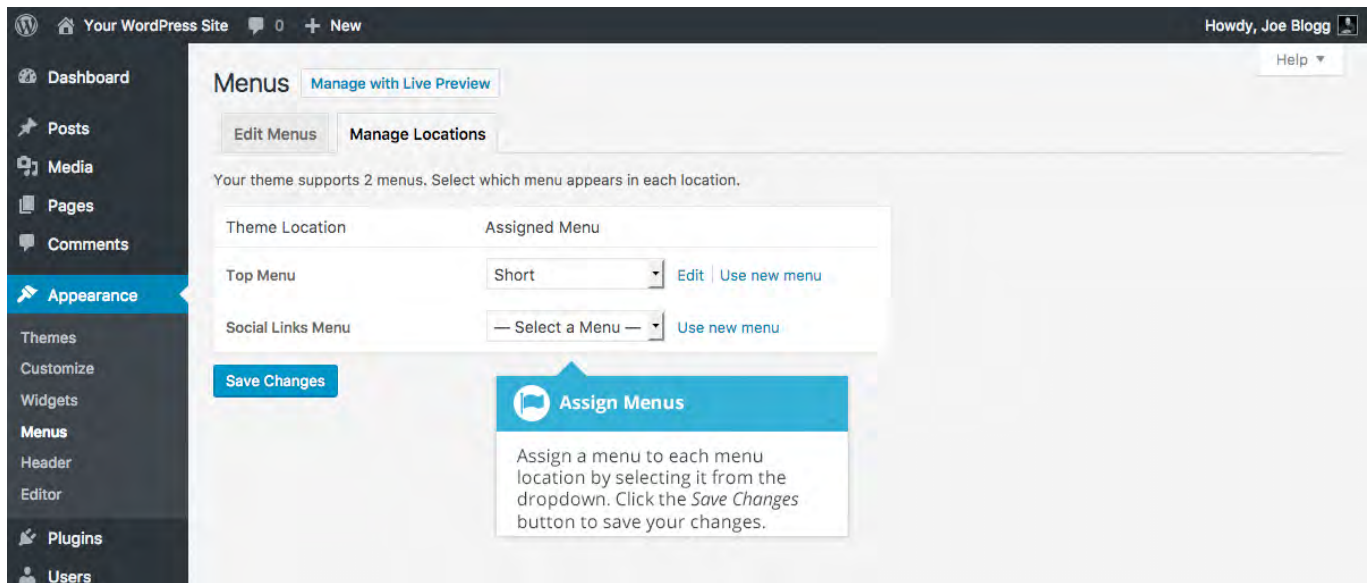 Your WordPress Site 0 + New Howdy, Joe Blogg
Help
Dashboard
Posts
Media
Pages
Comments
Appearance
Themes
Customize
Widgets
Menus
Header
Editor
Plugins
Users
Menus Manage with Live Preview
Edit Menus Manage Locations
Your theme supports 2 menus. Select which menu appears in each location.
Theme Location Assigned Menu
Top Menu Short Edit | Use new menu
Social Links Menu — Select a Menu — Use new menu
Save Changes
Assign Menus
Assign a menu to each menu
location by selecting it from the
dropdown. Click the Save Changes
button to save your changes.